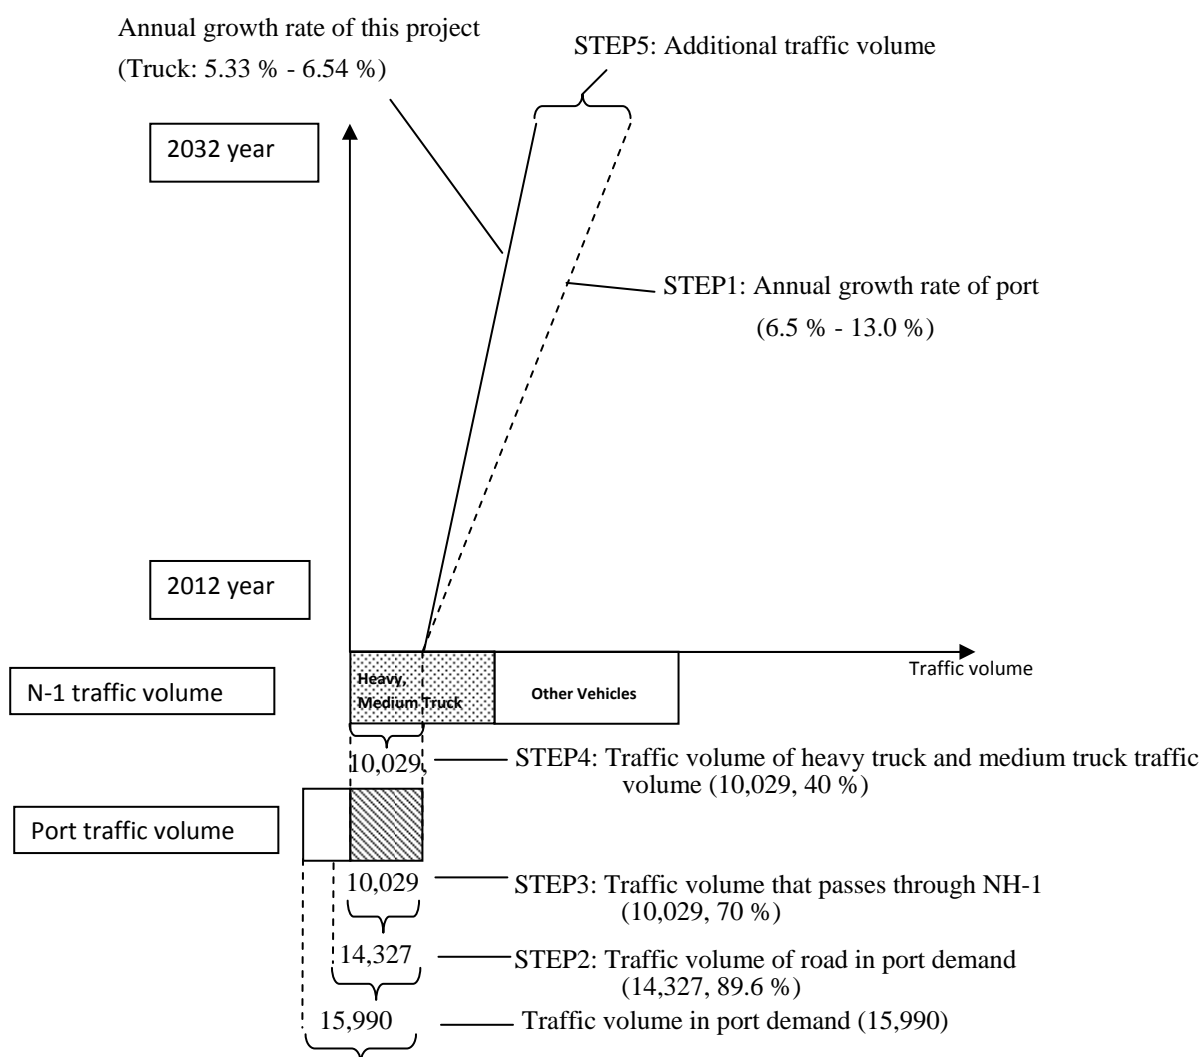 Annual growth rate of this project
(Truck: 5.33 % - 6.54 %)
STEP5: Additional traffic volume
2032 year
STEP1: Annual growth rate of port
(6.5 % - 13.0 %)
2012 year
Traffic volume
N-1 traffic volume
Heavy,
Medium Truck
Other Vehicles
10,029,
STEP4: Traffic volume of heavy truck and medium truck traffic
volume (10,029, 40 %)
Port traffic volume
10,029
STEP3: Traffic volume that passes through NH-1
(10,029, 70 %)
14,327
STEP2: Traffic volume of road in port demand
(14,327, 89.6 %)
15,990
Traffic volume in port demand (15,990)